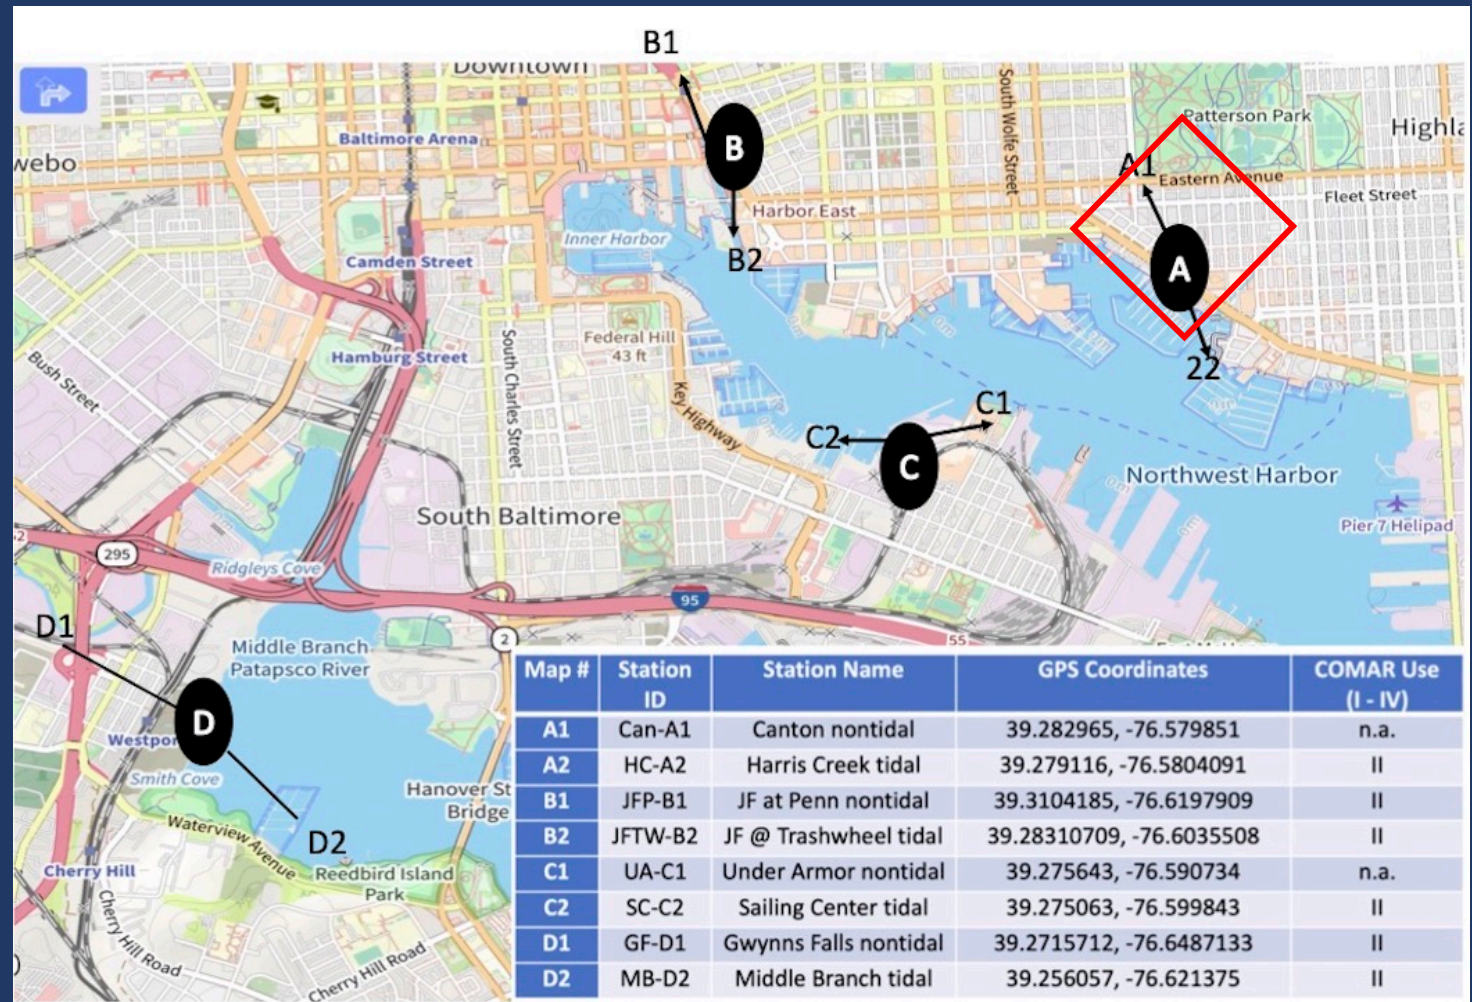 B1
Downtown
Baltimore Arena
webo
B
South Wolfe Street
Patterson Park
Highla
A1
Eastern Avenue
Fleet Street
Harbor East
Inner Harbor
B2
Camden Street
A
Federal Hill
43 ft
Hamburg Street
South Charles Street
Bush Street
22
Key Highway
C1
C2
C
Northwest Harbor
Pier 7 Helipad
South Baltimore
295
Ridgleys Cove
95
2
55
D1
Middle Branch
Patapsco River
D
Westpor
Smith Cove
Hanover St
Bridge
Waterview Avenue
D2
Reedbird Island
Park
Cherry Hill
Cherry Hill Road
Cherry Hill Road
Map # Station ID Station Name GPS Coordinates COMAR Use (I - IV)
A1 Can-A1 Canton nontidal 39.282965, -76.579851 n.a.
A2 HC-A2 Harris Creek tidal 39.279116, -76.5804091 II
B1 JFP-B1 JF at Penn nontidal 39.3104185, -76.6197909 II
B2 JFTW-B2 JF @ Trashwheel tidal 39.28310709, -76.6035508 II
C1 UA-C1 Under Armor nontidal 39.275643, -76.590734 n.a.
C2 SC-C2 Sailing Center tidal 39.275063, -76.599843 II
D1 GF-D1 Gwynns Falls nontidal 39.2715712, -76.6487133 II
D2 MB-D2 Middle Branch tidal 39.256057, -76.621375 II